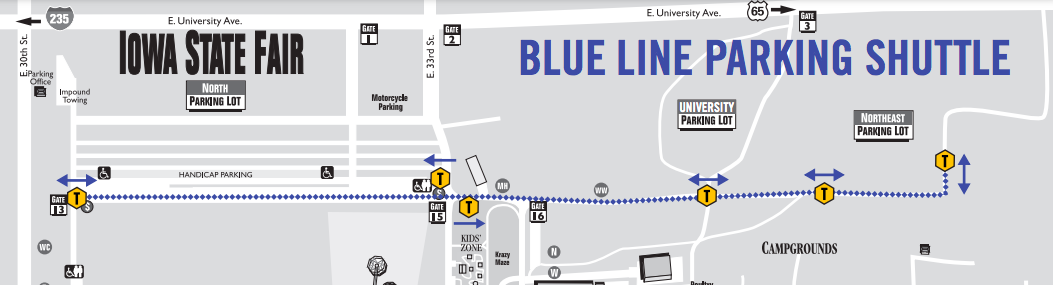 235
E. University Ave.
E. University Ave.
65
GATE
1
GATE
2
GATE
3
E. 30th St.
IOWA STATE FAIR
E. 33rd St.
BLUE LINE PARKING SHUTTLE
Parking
Office
Impound
Towing
NORTH
PARKING LOT
Motorcycle
Parking
UNIVERSITY
PARKING LOT
NORTHEAST
PARKING LOT
HANDICAP PARKING
T
T
T
T
T
T
GATE
13
S
S
GATE
15
MH
WW
GATE
16
WC
KIDS'
ZONE
Krazy
Maze
N
W
CAMPGROUNDS
Poultry